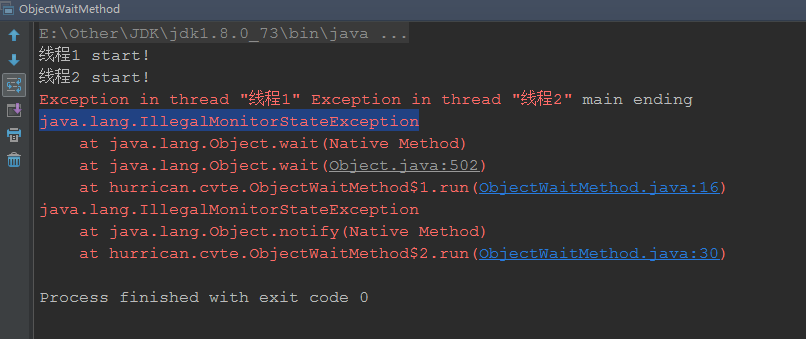 ObjectWaitMethod
E:\Other\JDK\jdk1.8.0_73\bin\java ...
线程1 start!
线程2 start!
Exception in thread "线程1" Exception in thread "线程2" main ending
java.lang.IllegalMonitorStateException
    at java.lang.Object.wait(Native Method)
    at java.lang.Object.wait(Object.java:502)
    at hurrican.cvte.ObjectWaitMethod$1.run(ObjectWaitMethod.java:16)
java.lang.IllegalMonitorStateException
    at java.lang.Object.notify(Native Method)
    at hurrican.cvte.ObjectWaitMethod$2.run(ObjectWaitMethod.java:30)
Process finished with exit code 0